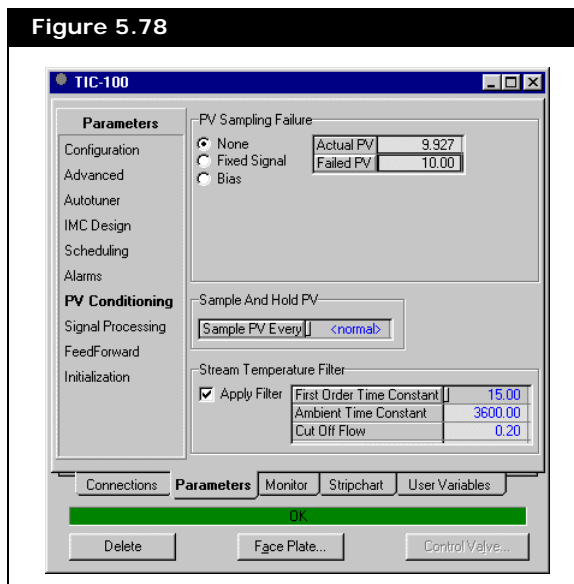 Figure 5.78
TIC-100
Parameters
Configuration
Advanced
Autotuner
IMC Design
Scheduling
Alarms
PV Conditioning
Signal Processing
FeedForward
Initialization
PV Sampling Failure
None
Fixed Signal
Bias
Actual PV 9.927
Failed PV 10.00
Sample And Hold PV
Sample PV Every <normal>
Stream Temperature Filter
Apply Filter
First Order Time Constant 15.00
Ambient Time Constant 3600.00
Cut Off Flow 0.20
Connections Parameters Monitor Stripchart User Variables
OK
Delete Face Plate... Control Valve...